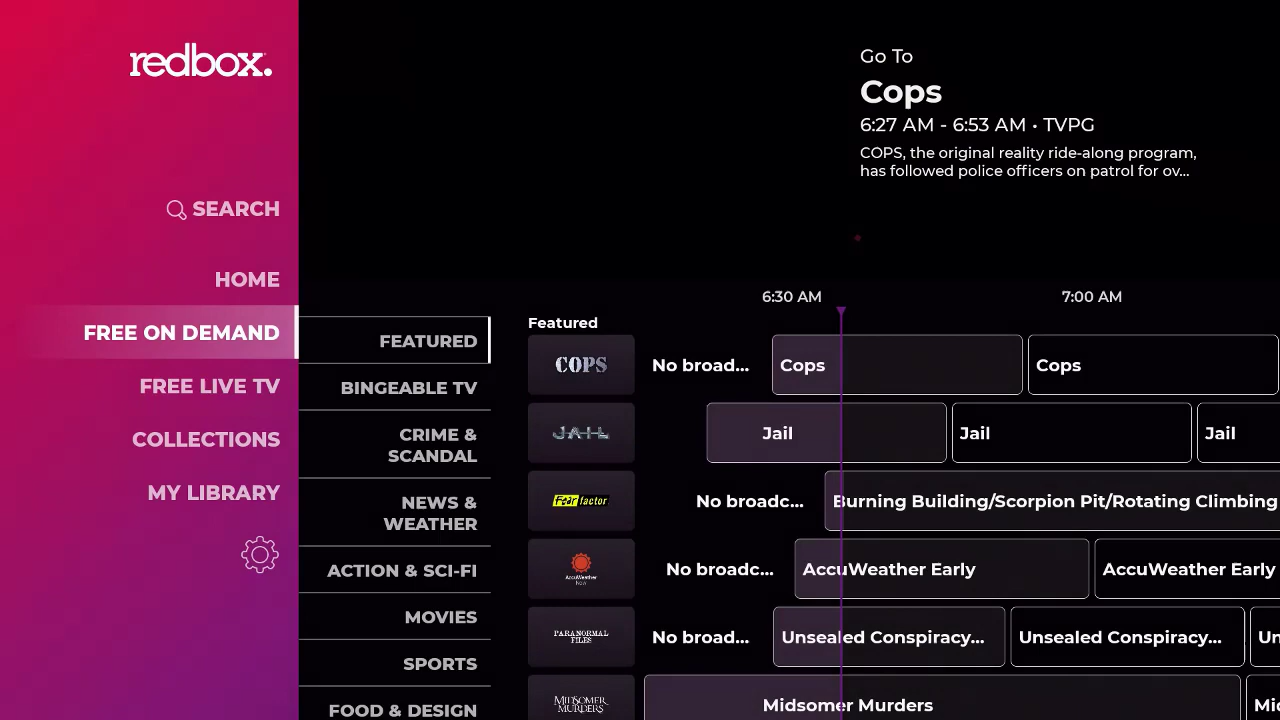 redbox.
SEARCH
HOME
FREE ON DEMAND
FREE LIVE TV
COLLECTIONS
MY LIBRARY
FEATURED
BINGEABLE TV
CRIME &
SCANDAL
NEWS &
WEATHER
ACTION & SCI-FI
MOVIES
SPORTS
FOOD & DESIGN
Go To
Cops
6:27 AM - 6:53 AM • TVPG
COPS, the original reality ride-along program,
has followed police officers on patrol for ov...
6:30 AM
7:00 AM
Featured
COPS
No broad...
Cops
Cops
JAIL
Jail
Jail
Jail
Fear factor
No broadc...
Burning Building/Scorpion Pit/Rotating Climbing
AccuWeather
Now
No broadc...
AccuWeather Early
AccuWeather Early
PARANORMAL
FILES
No broad...
Unsealed Conspiracy...
Unsealed Conspiracy...
Un
MIDSOMER
MURDERS
Midsomer Murders
Mi